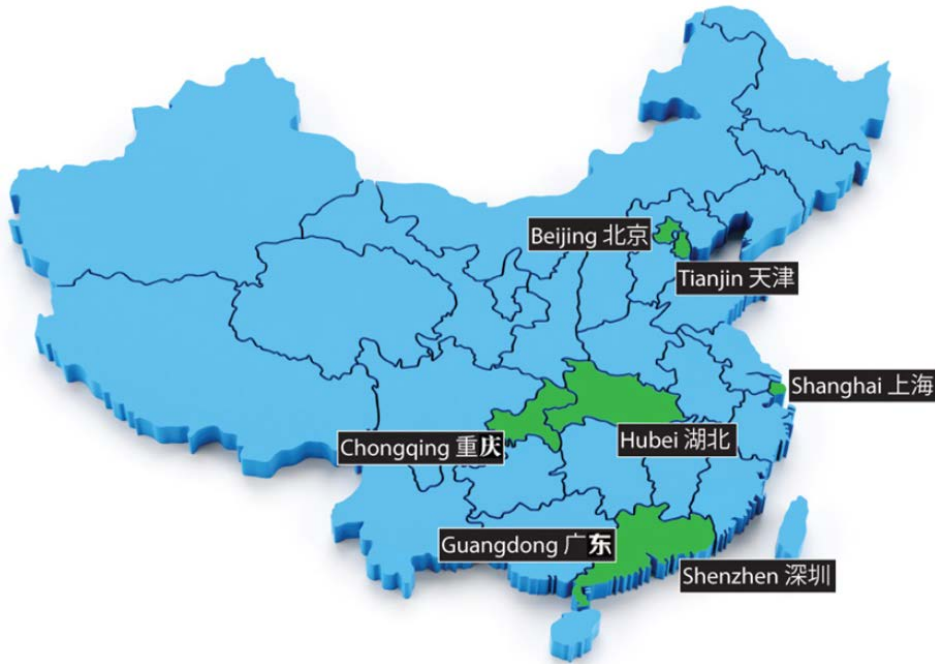 Beijing 北京
Tianjin 天津
Shanghai 上海
Chongqing 重庆
Hubei 湖北
Guangdong 广东
Shenzhen 深圳